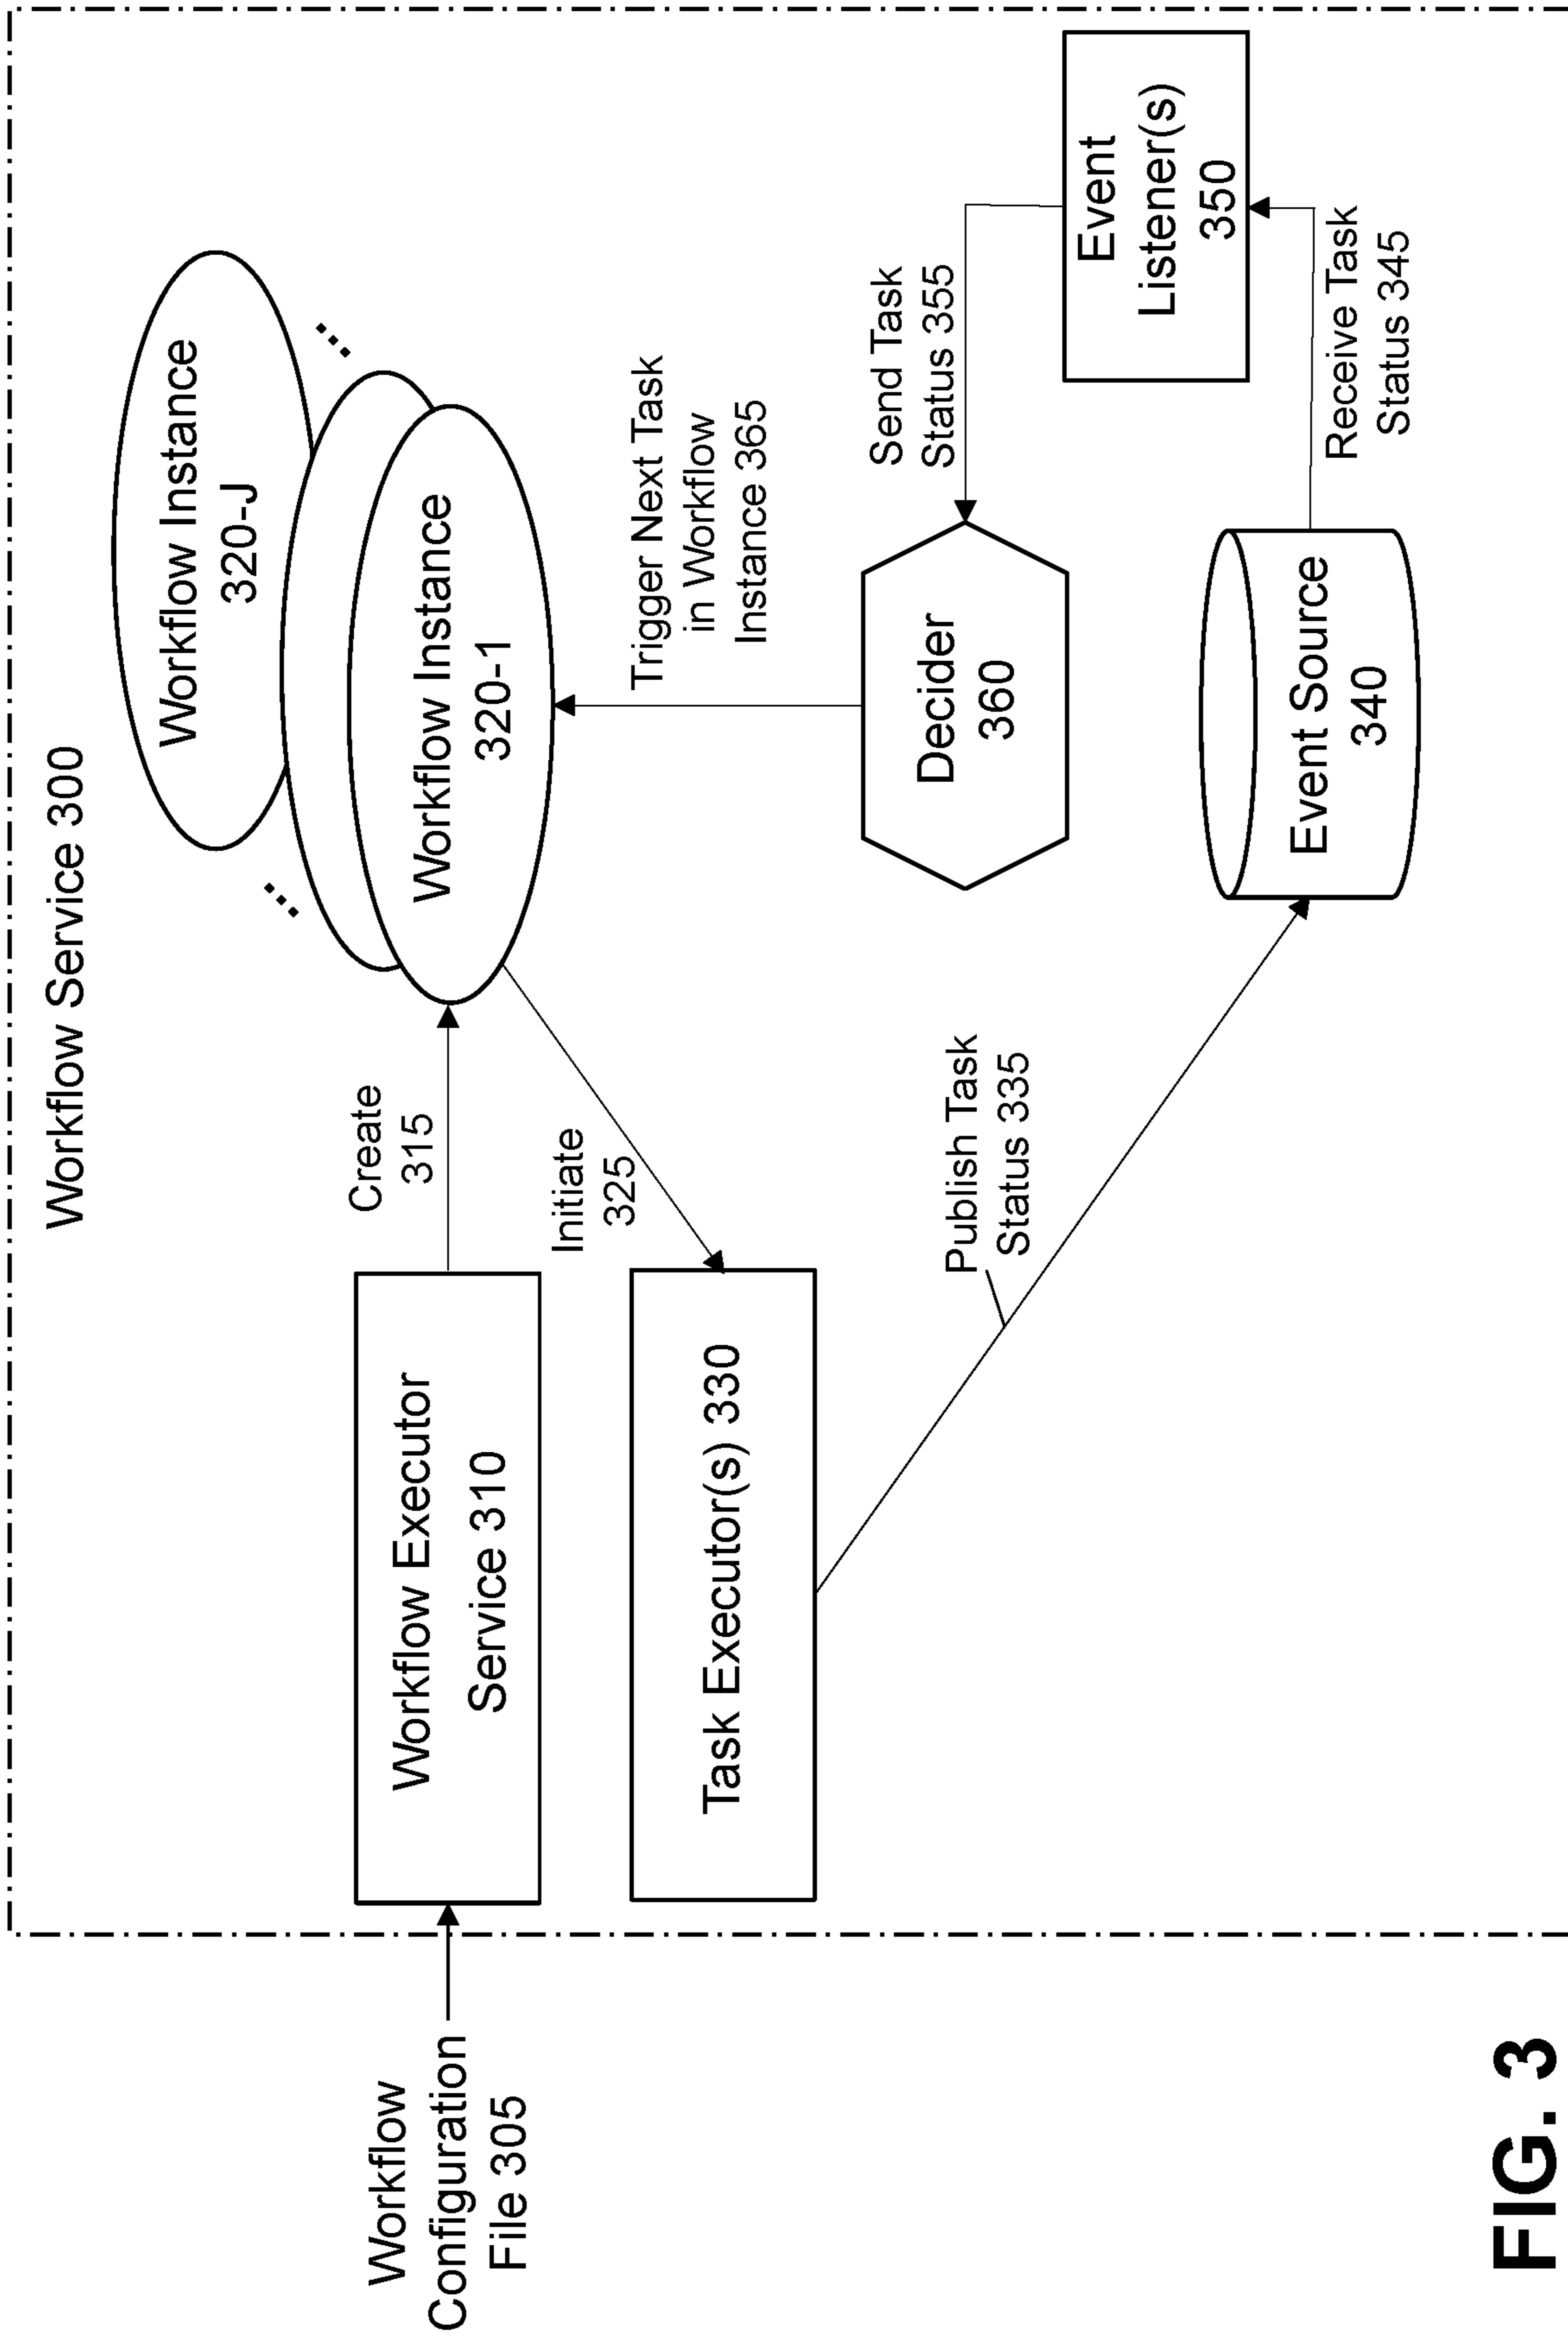 Workflow Service 300
Workflow
Configuration
File 305
Workflow Executor
Service 310
Create
315
Workflow Instance
320-J
Workflow Instance
320-1
Initiate
325
Task Executor(s) 330
Trigger Next Task
in Workflow
Instance 365
Publish Task
Status 335
Decider
360
Send Task
Status 355
Event
Listener(s)
350
Event Source
340
Receive Task
Status 345
FIG. 3